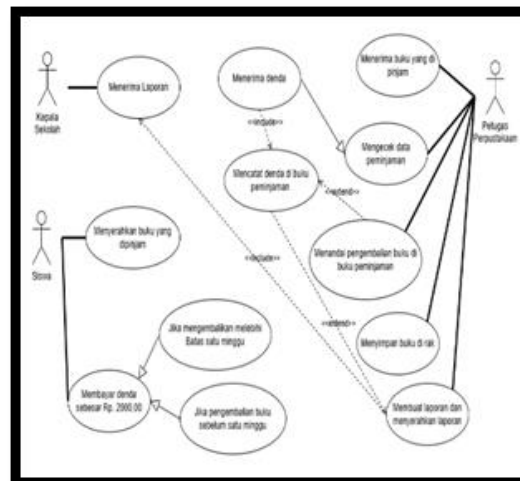 Kepala
Sekolah
Menerima Laporan
Menerima denda
Menerima buku yang di
pinjam
Petugas
Perpustakaan
<<include>>
Mengecek data
peminjaman
Mencatat denda di buku
peminjaman
<<extend>>
Siswa
Menyerahkan buku yang
dipinjam
<<include>>
Menandai pengembalian buku di
buku peminjaman
<<extend>>
Jika mengembalikan melebihi
Batas satu minggu
Menyimpan buku di rak
Membayar denda
sebesar Rp. 2000,00
Jika pengembalian buku
sebelum satu minggu
Membuat laporan dan
menyerahkan laporan